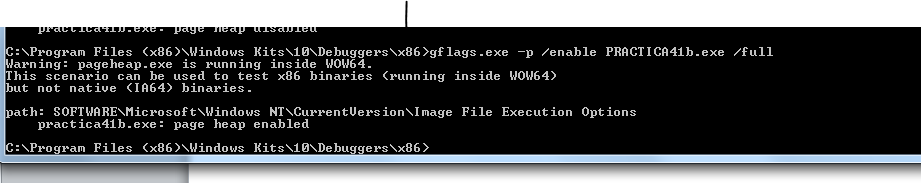 practica41b.exe: page heap disabled
C:\Program Files (x86)\Windows Kits\10\Debuggers\x86>gflags.exe -p /enable PRACTICA41b.exe /full
Warning: pageheap.exe is running inside WOW64.
This scenario can be used to test x86 binaries (running inside WOW64)
but not native (IA64) binaries.
path: SOFTWARE\Microsoft\Windows NT\CurrentVersion\Image File Execution Options
practica41b.exe: page heap enabled
C:\Program Files (x86)\Windows Kits\10\Debuggers\x86>